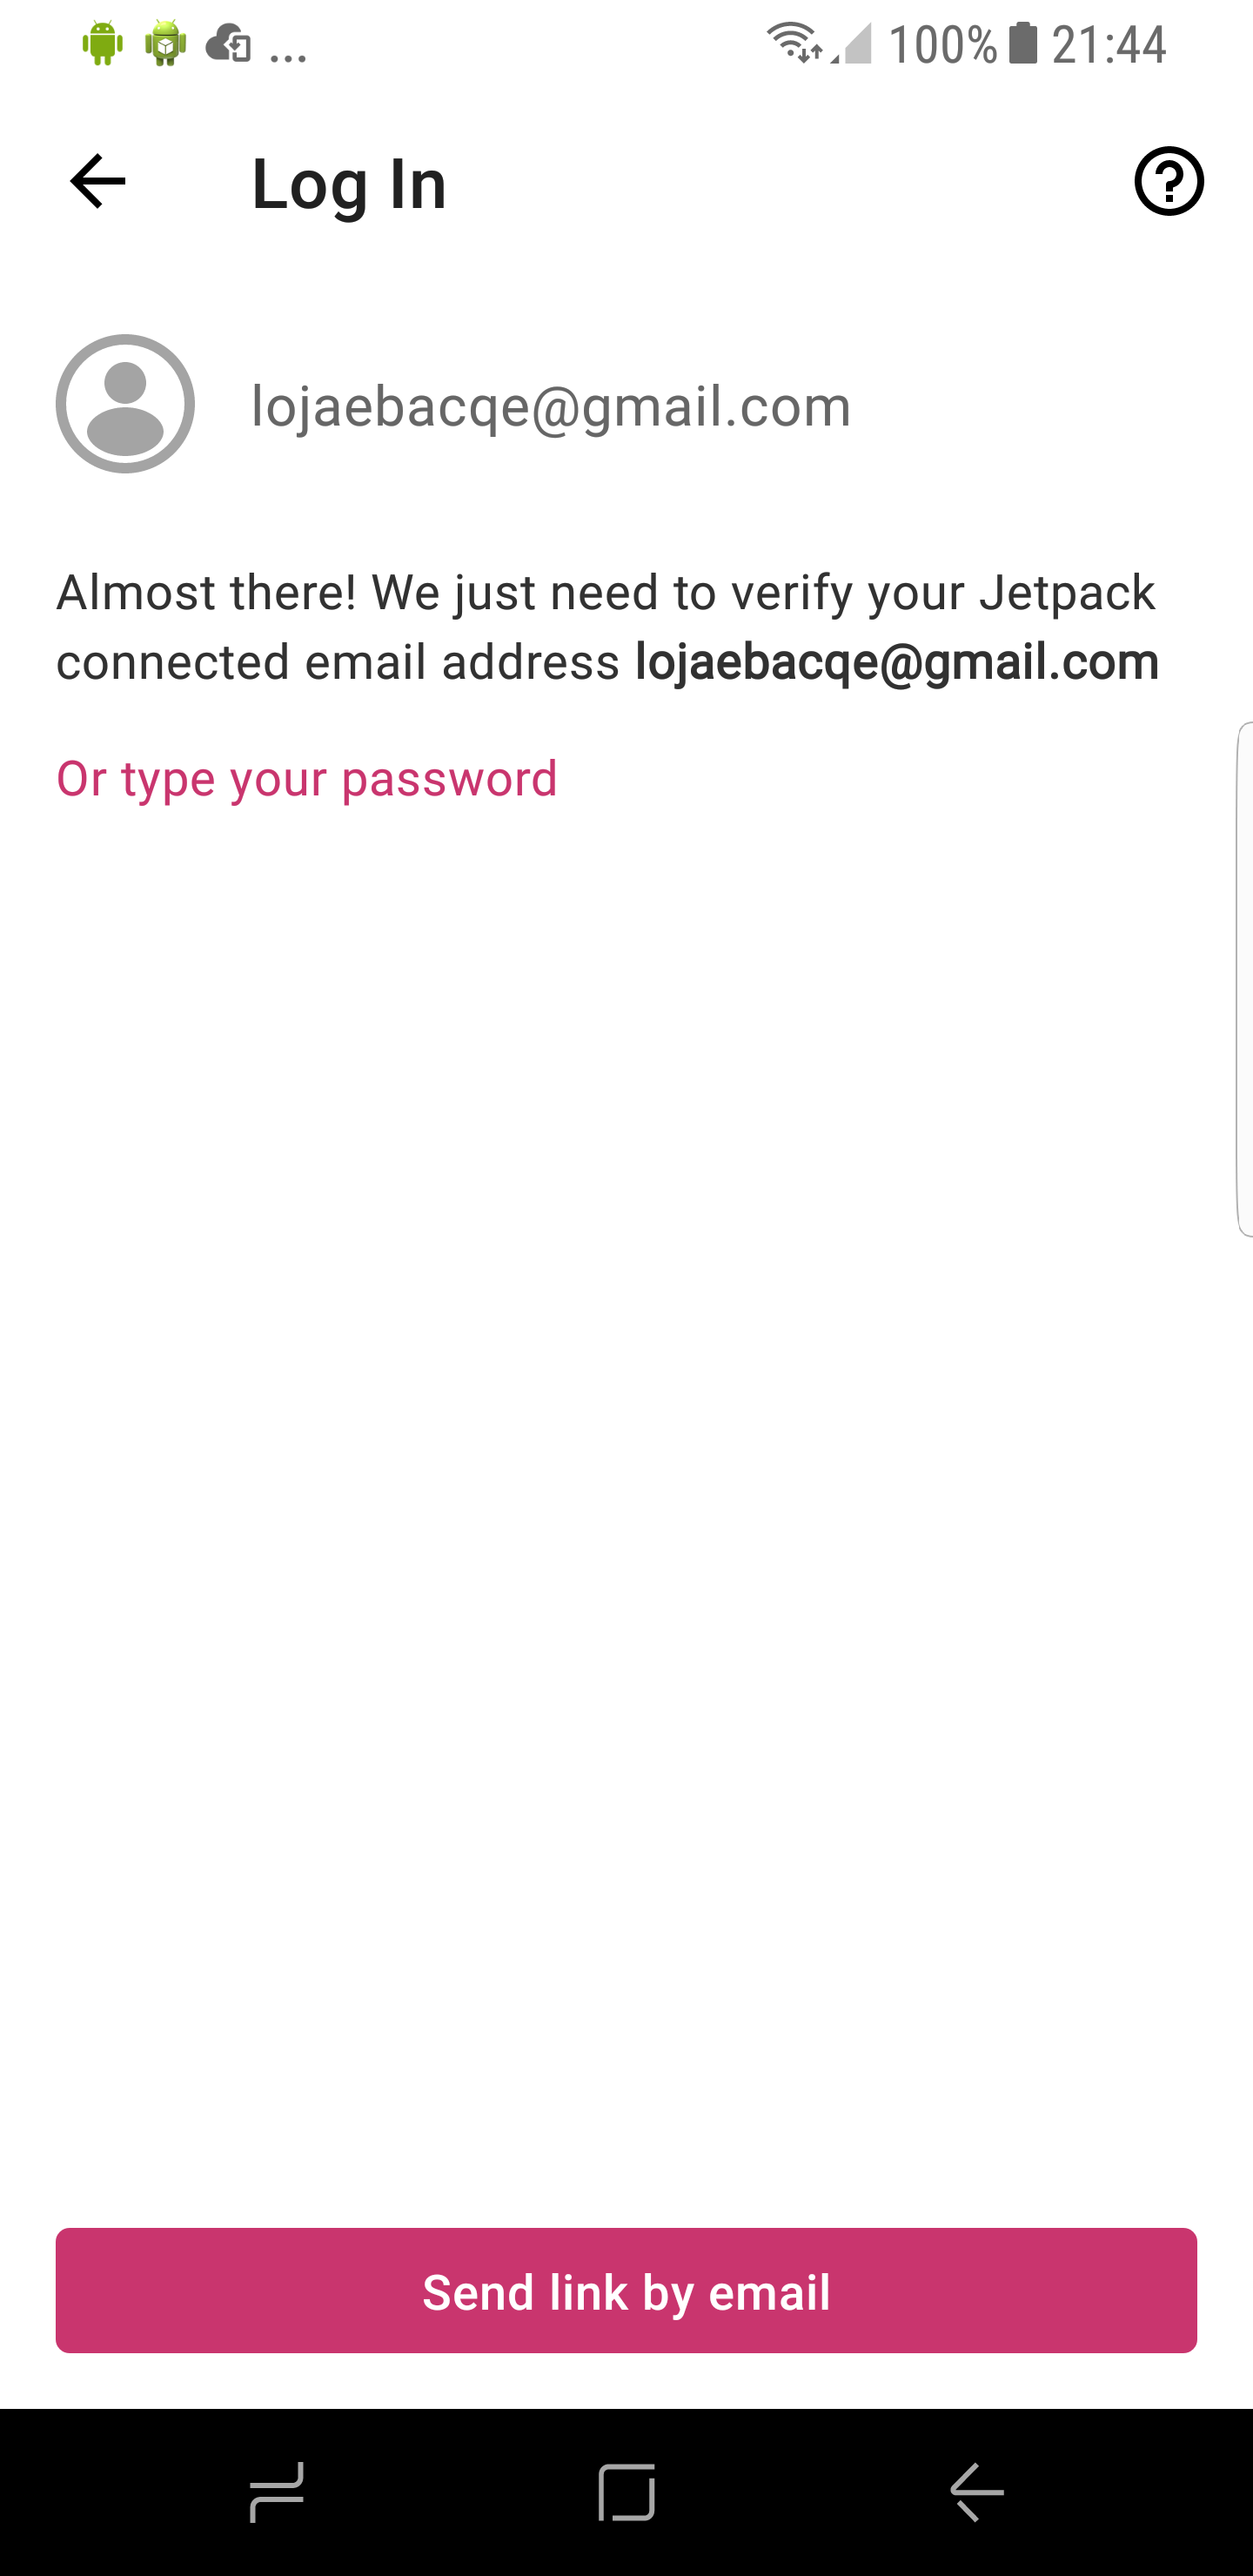 ... 100% 21:44
Log In
lojaebacqe@gmail.com
Almost there! We just need to verify your Jetpack
connected email address lojaebacqe@gmail.com
Or type your password
Send link by email